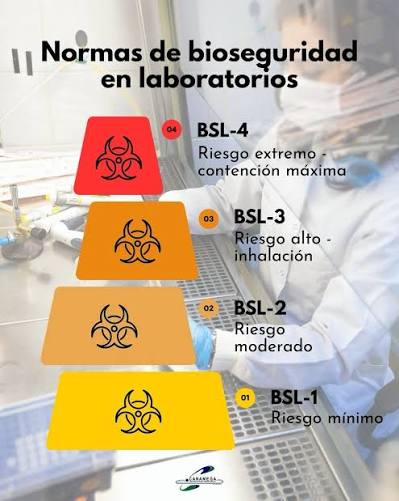 Normas de bioseguridad
en laboratorios
04
BSL-4
Riesgo extremo -
contención máxima
03
BSL-3
Riesgo alto -
inhalación
02
BSL-2
Riesgo
moderado
01
BSL-1
Riesgo mínimo
CARAMEGA